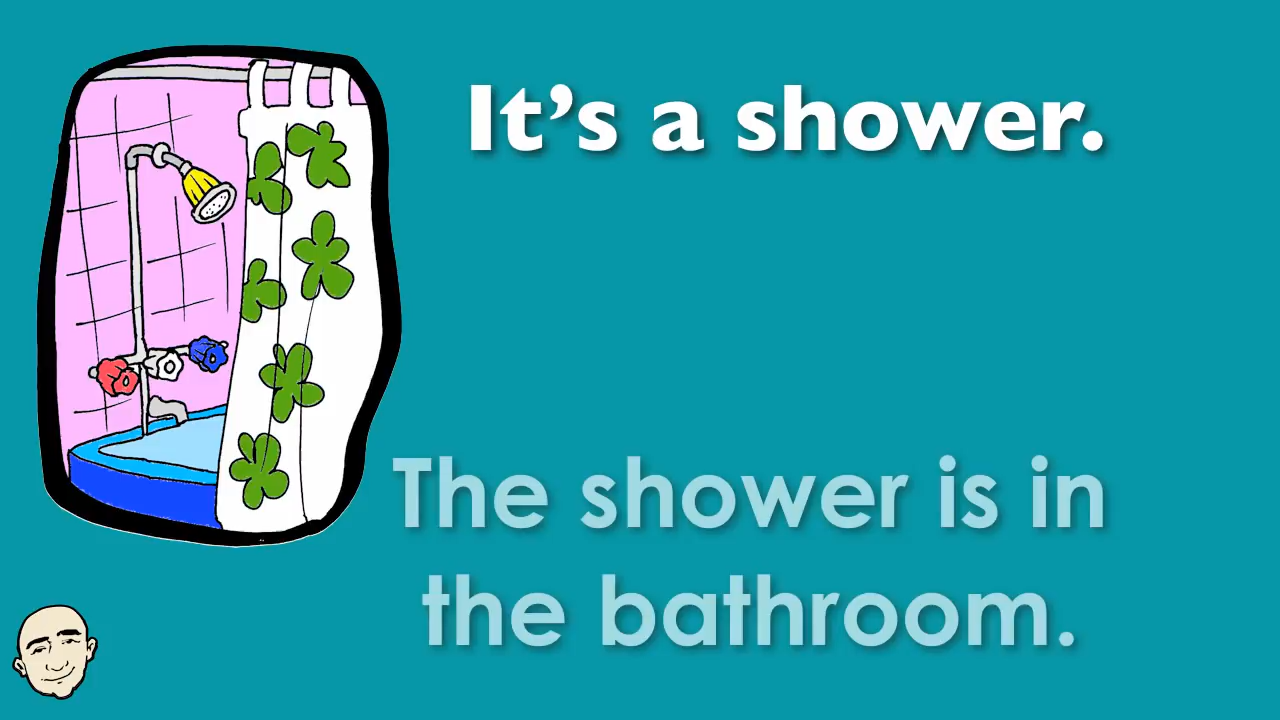 It’s a shower.
The shower is in
the bathroom.